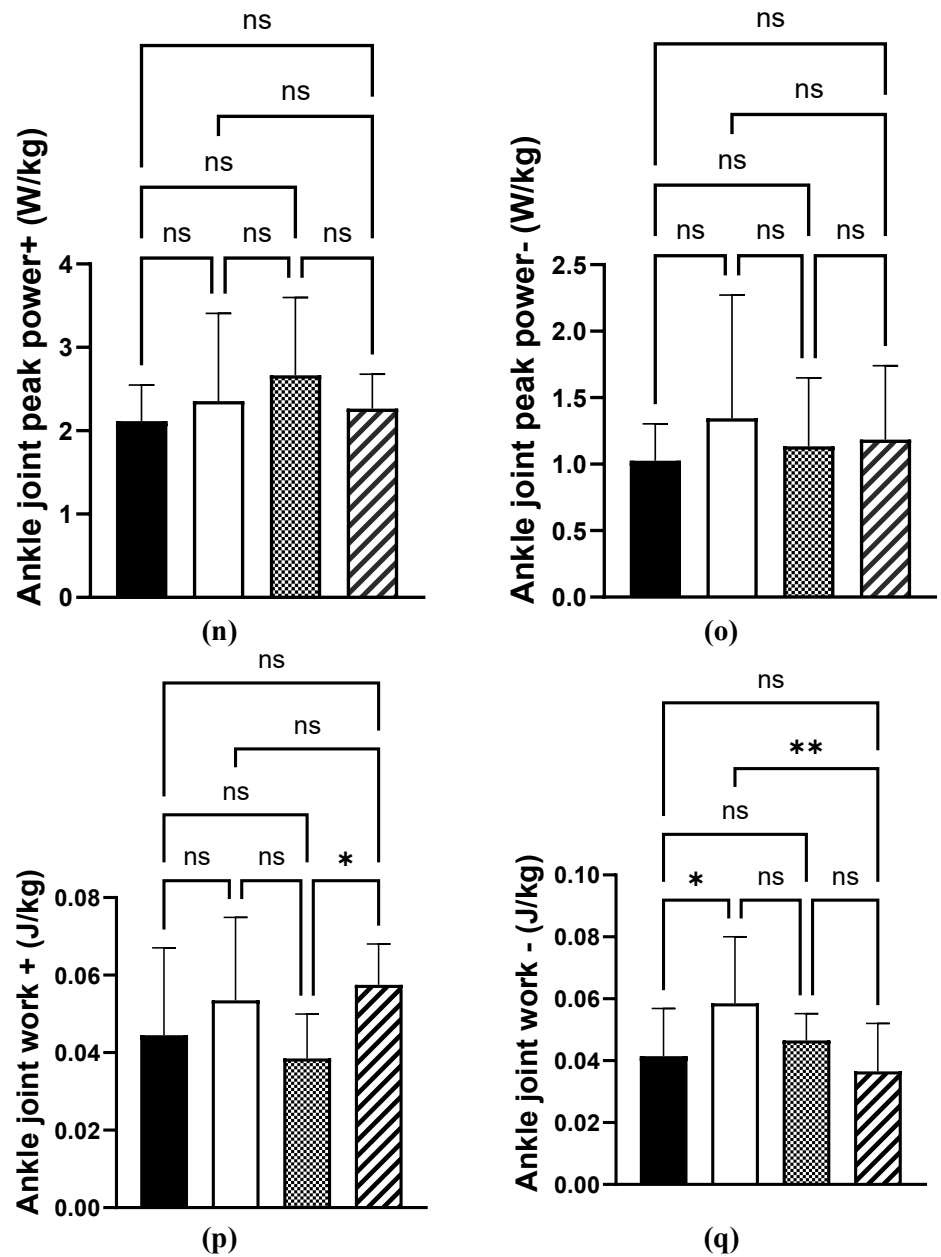 ns
ns
ns
ns ns ns
Ankle joint peak power+ (W/kg)
4
3
2
1
0
(n)
ns
ns
ns
ns ns ns
Ankle joint peak power- (W/kg)
2.5
2.0
1.5
1.0
0.5
0.0
(o)
ns
ns
ns
ns ns *
Ankle joint work + (J/kg)
0.08
0.06
0.04
0.02
0.00
(p)
ns
**
ns
* ns ns
Ankle joint work - (J/kg)
0.10
0.08
0.06
0.04
0.02
0.00
(q)